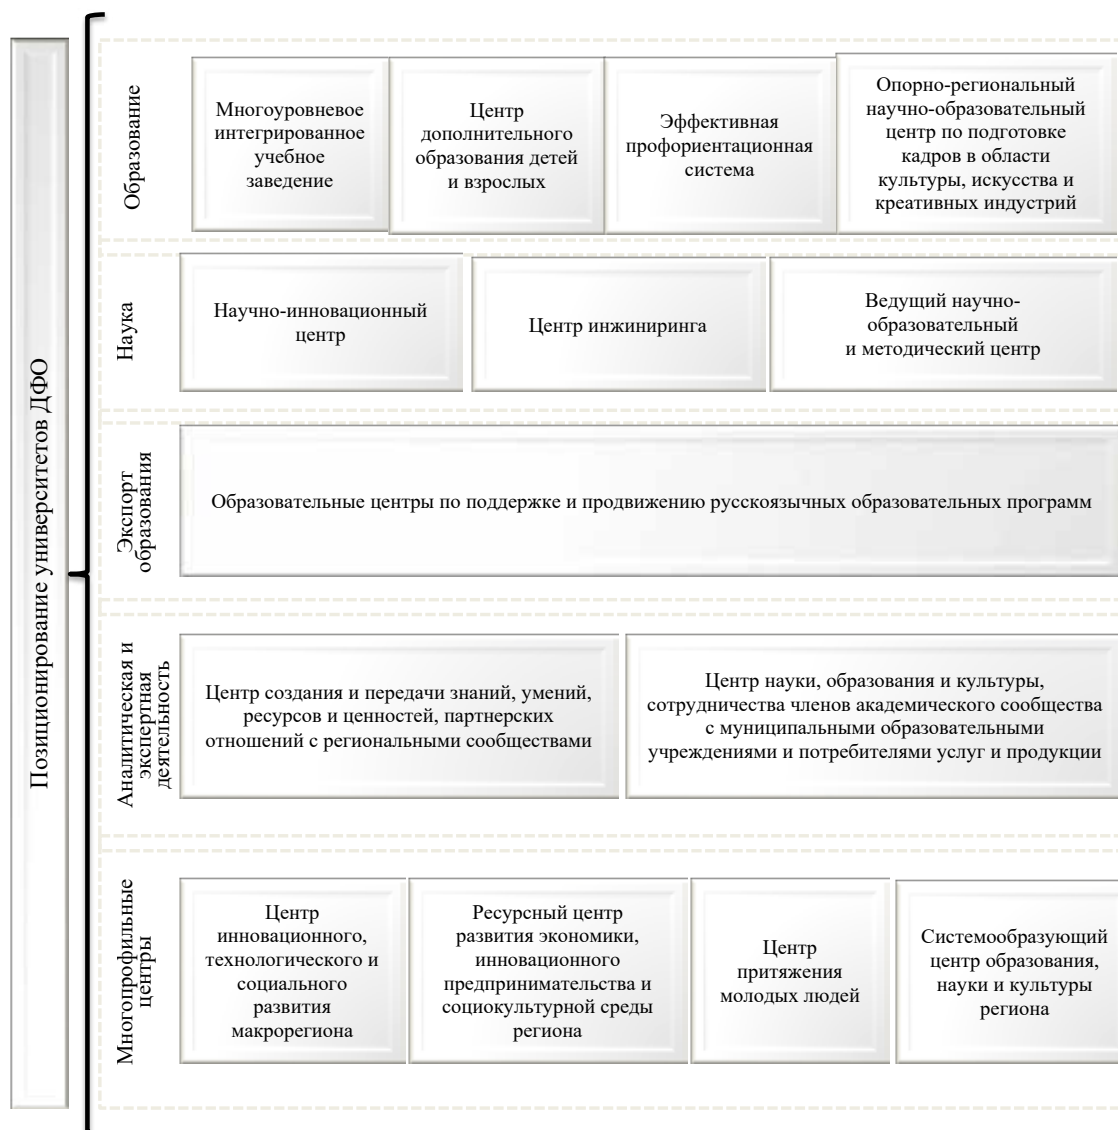 Позиционирование университетов ДФО
Образование
Многоуровневое
интегрированное
учебное
заведение
Центр
дополнительного
образования детей
и взрослых
Эффективная
профориентационная
система
Опорно-региональный
научно-образовательный
центр по подготовке
кадров в области
культуры, искусства и
креативных индустрий
Наука
Научно-инновационный
центр
Центр инжиниринга
Ведущий научно-
образовательный
и методический центр
Экспорт
образования
Образовательные центры по поддержке и продвижению русскоязычных образовательных программ
Аналитическая и
экспертная
деятельность
Центр создания и передачи знаний, умений,
ресурсов и ценностей, партнерских
отношений с региональными сообществами
Центр науки, образования и культуры,
сотрудничества членов академического сообщества
с муниципальными образовательными
учреждениями и потребителями услуг и продукции
Многопрофильные
центры
Центр
инновационного,
технологического и
социального
развития
макрорегиона
Ресурсный центр
развития экономики,
инновационного
предпринимательства и
социокультурной среды
региона
Центр
притяжения
молодых людей
Системообразующий
центр образования,
науки и культуры
региона